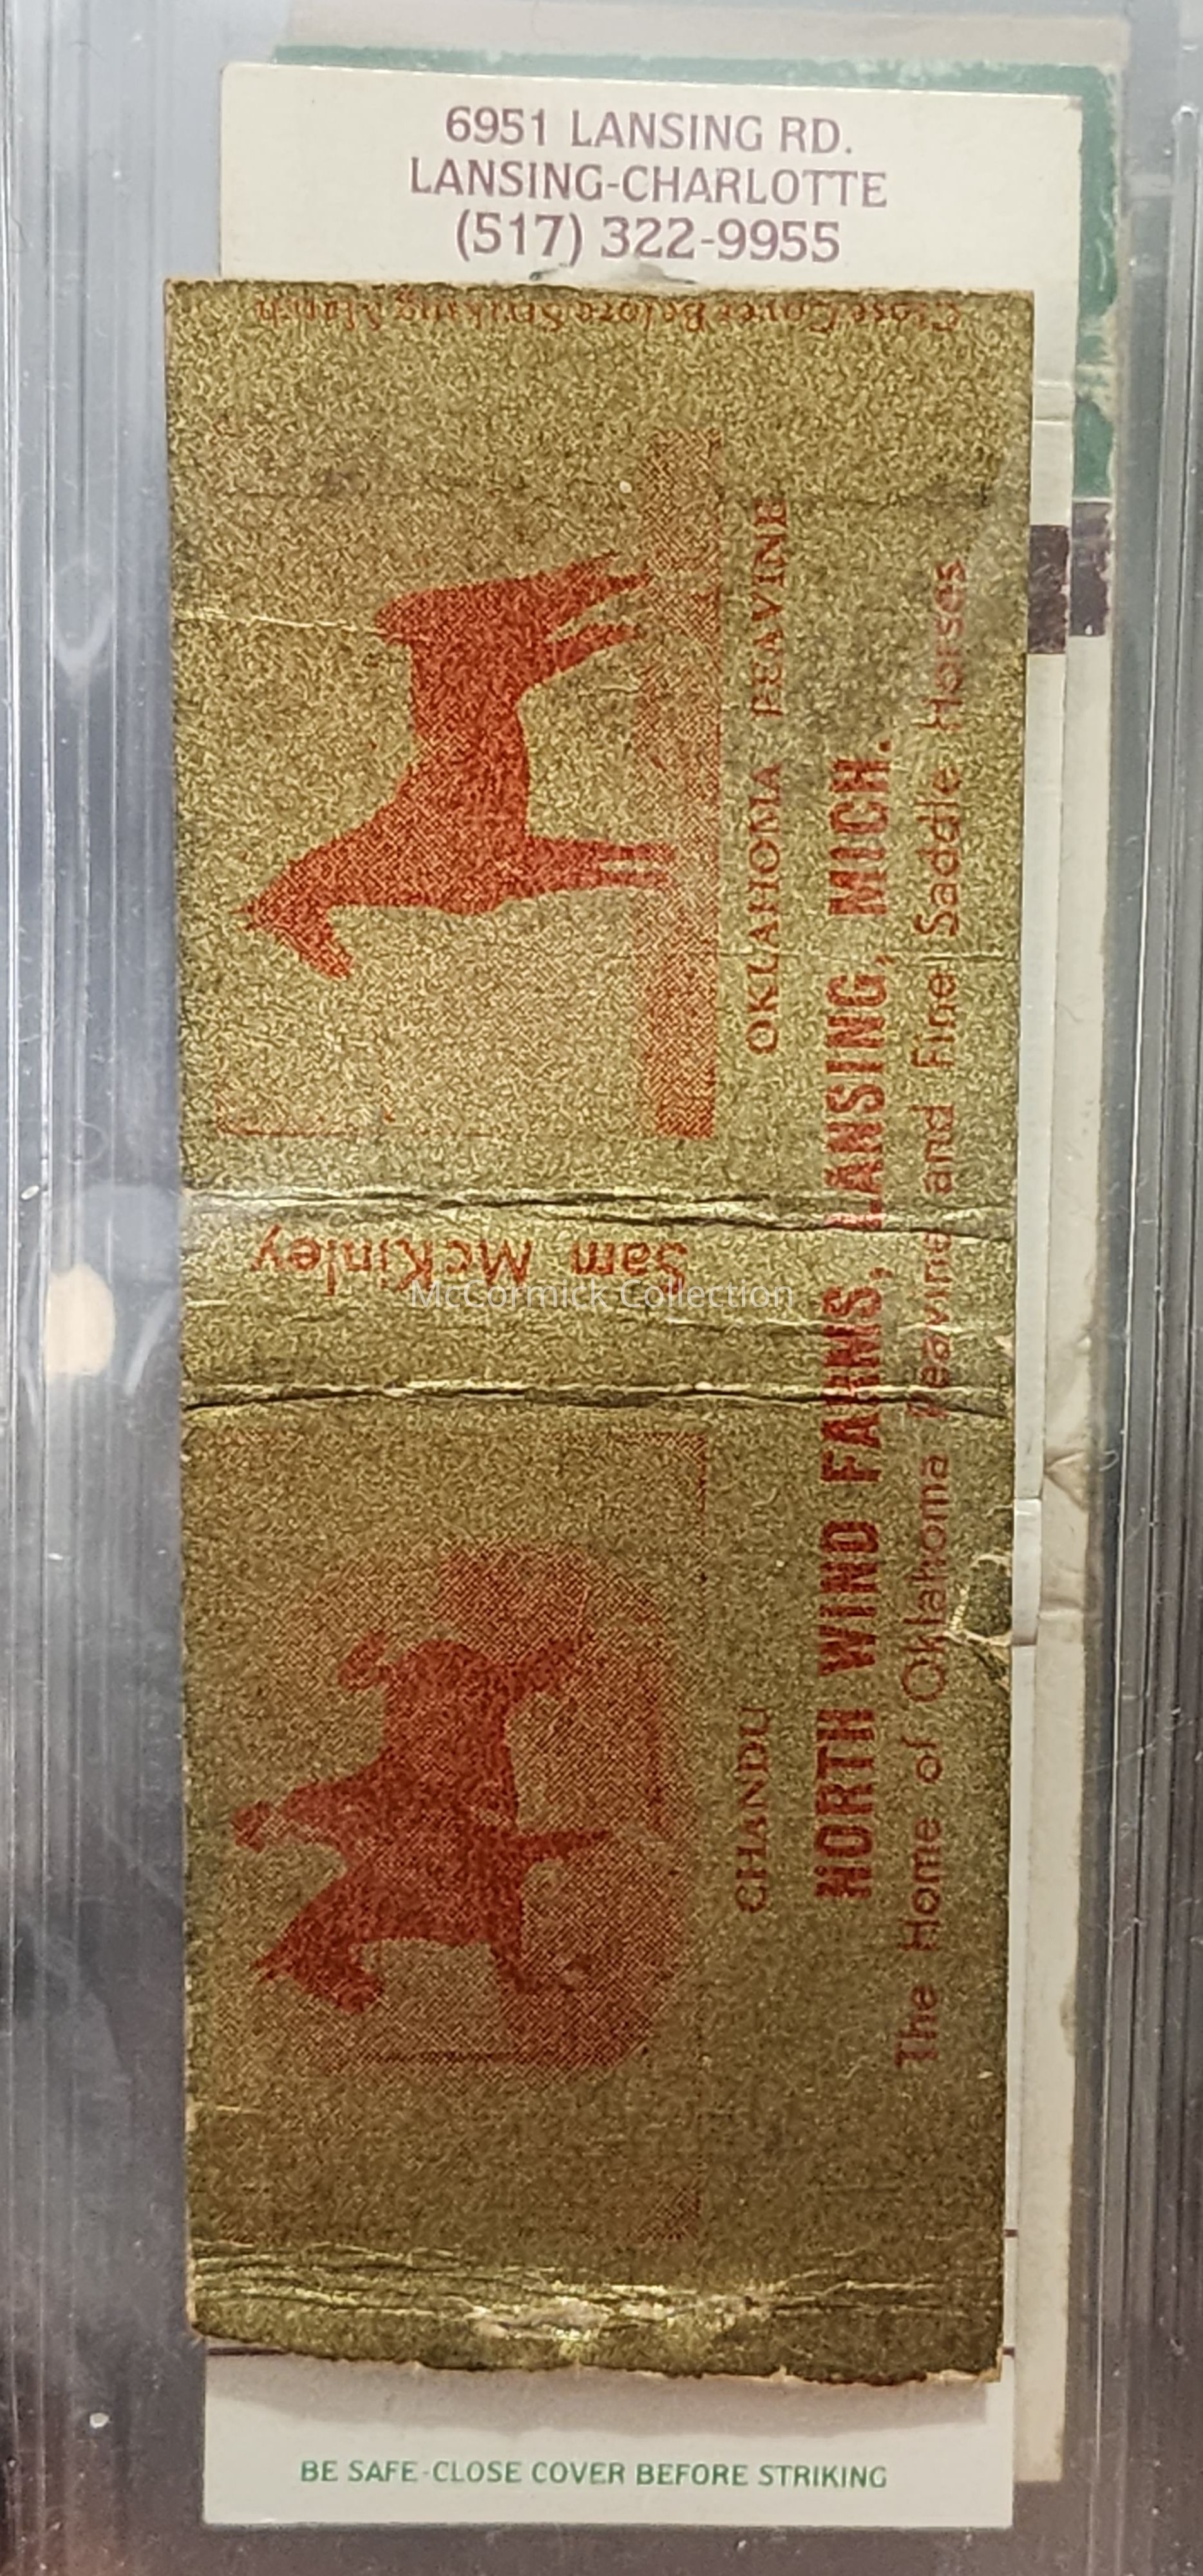 6951 LANSING RD.
LANSING-CHARLOTTE
(517) 322-9955
Close Cover Before Striking Match
OKLAHOMA PEAVINE
Sam McKinley
CHANDU
NORTH WIND FARMS, LANSING, MICH.
The Home of Oklahoma Peavine and Fine Saddle Horses
McCormick Collection
BE SAFE-CLOSE COVER BEFORE STRIKING